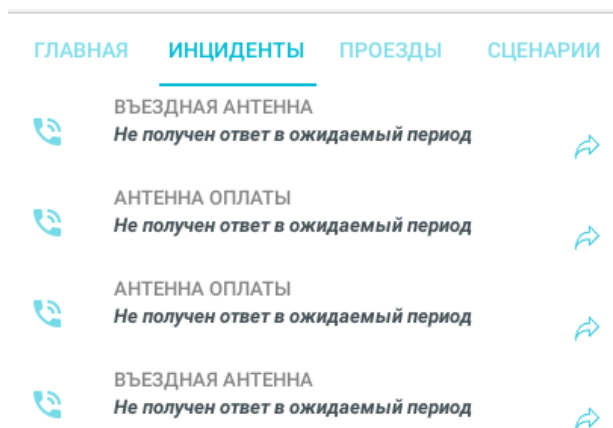 ГЛАВНАЯ ИНЦИДЕНТЫ ПРОЕЗДЫ СЦЕНАРИИ
ВЪЕЗДНАЯ АНТЕННА
Не получен ответ в ожидаемый период
АНТЕННА ОПЛАТЫ
Не получен ответ в ожидаемый период
АНТЕННА ОПЛАТЫ
Не получен ответ в ожидаемый период
ВЪЕЗДНАЯ АНТЕННА
Не получен ответ в ожидаемый период